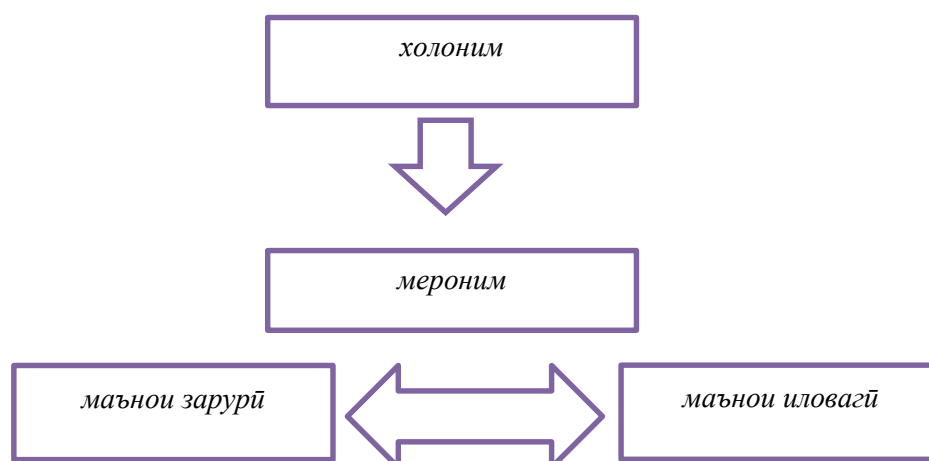 холоним
мероним
маънои зарурӣ
маънои иловагӣ